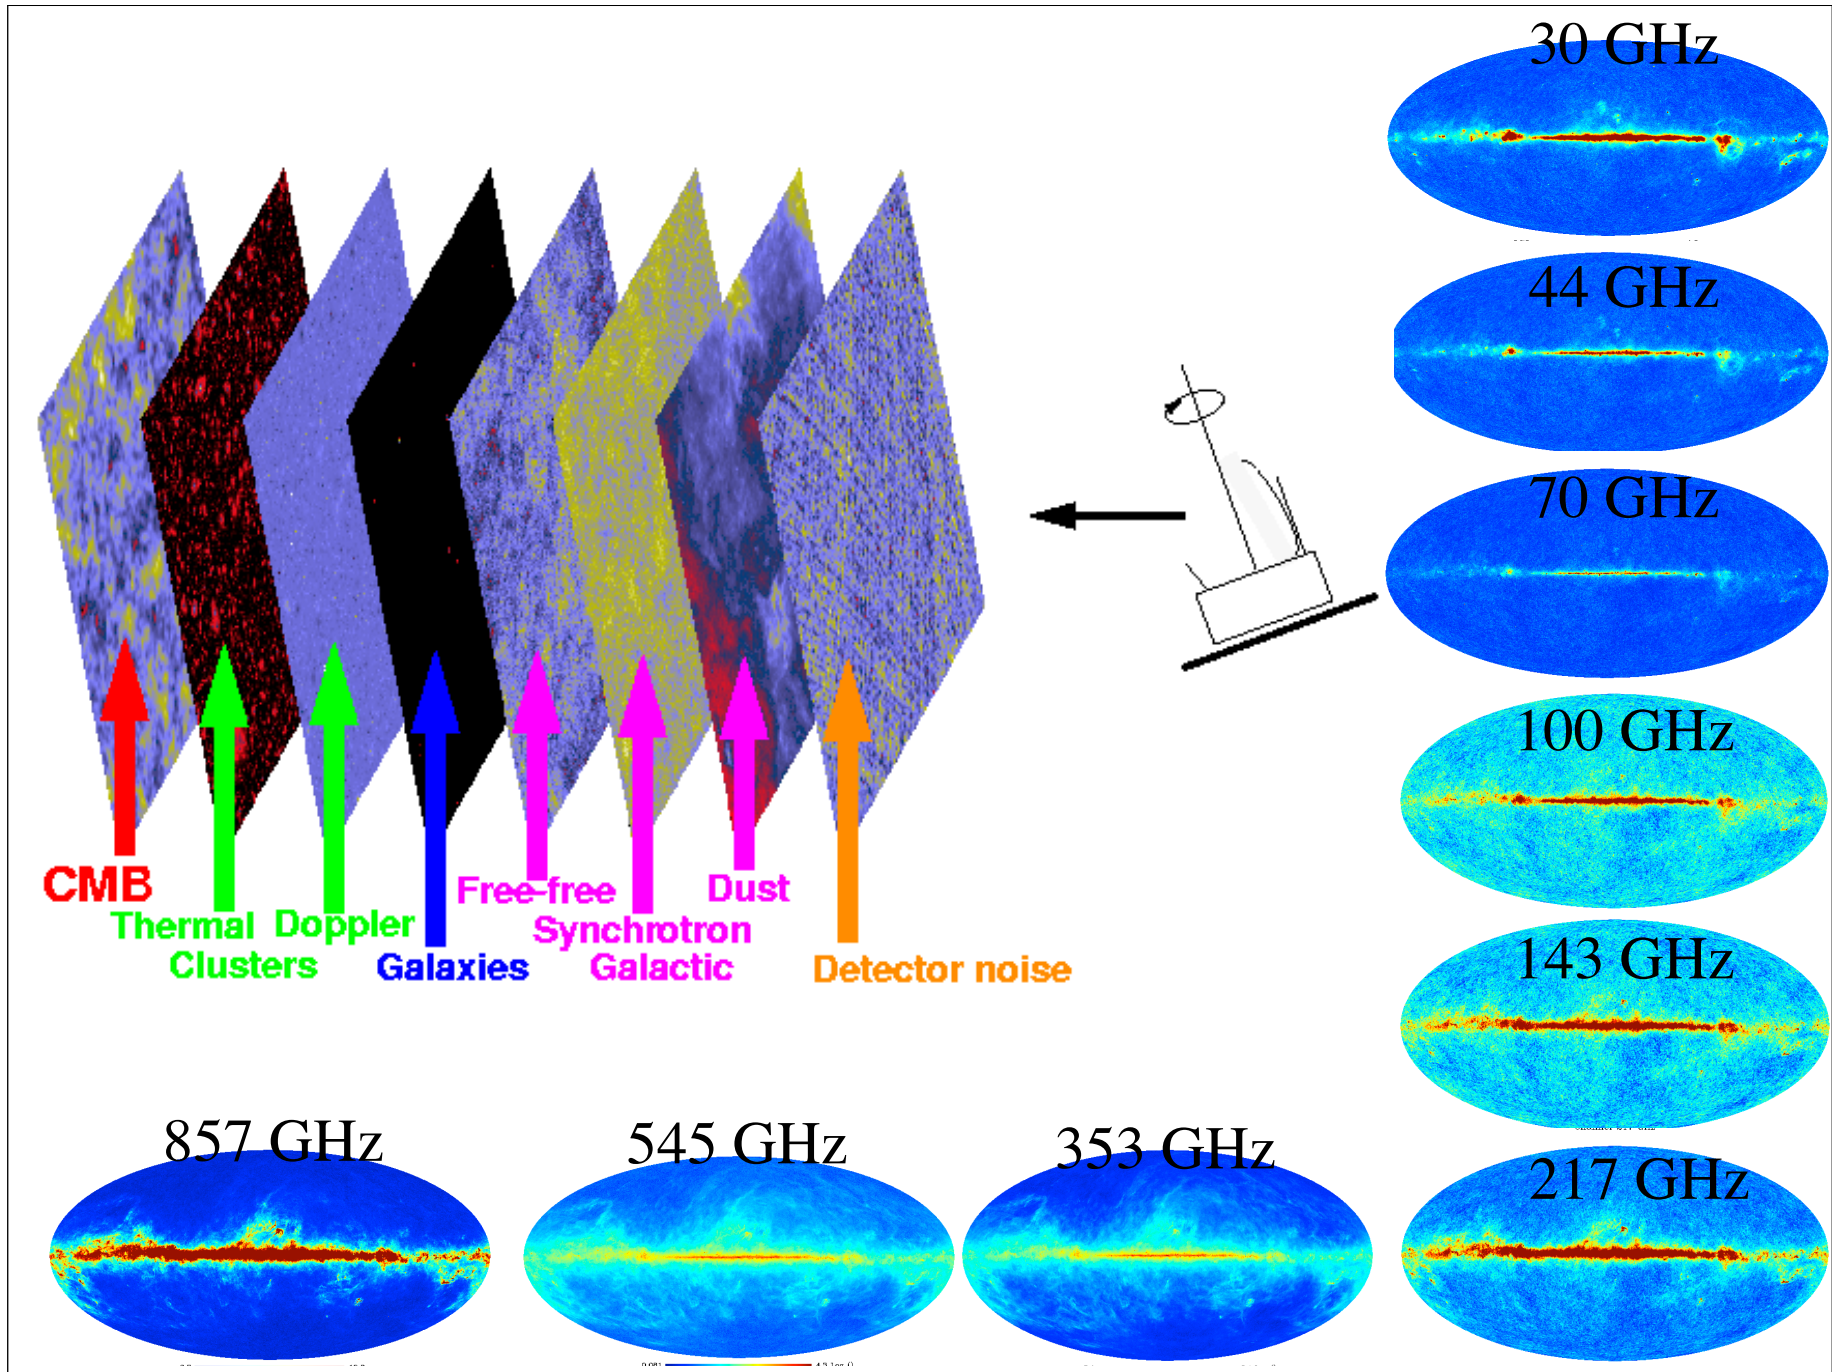 30 GHz
44 GHz
70 GHz
100 GHz
143 GHz
217 GHz
CMB
Thermal Doppler
Clusters
Galaxies
Free-free
Synchrotron
Galactic
Dust
Detector noise
857 GHz
545 GHz
353 GHz